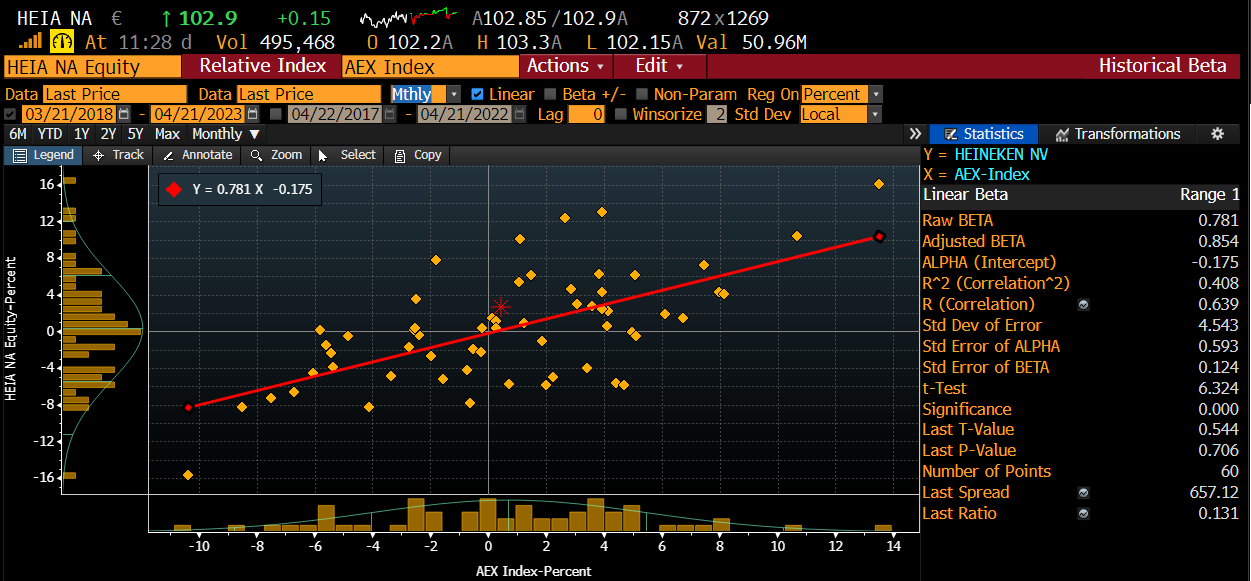 HEIA NA € ↑ 102.9 +0.15 A102.85 / 102.9A 872 x 1269
At 11:28 d Vol 495,468 O 102.2A H 103.3A L 102.15A Val 50.96M
HEIA NA Equity Relative Index AEX Index Actions Edit Historical Beta
Data Last Price Data Last Price Mthly Linear Beta +/- Non-Param Reg On Percent
03/21/2018 - 04/21/2023 04/22/2017 - 04/21/2022 Lag 0 Winsorize 2 Std Dev Local
6M YTD 1Y 2Y 5Y Max Monthly ▼ » Statistics Transformations
Legend Track Annotate Zoom Select Copy
Y = HEINEKEN NV
X = AEX-Index
Linear Beta Range 1
Raw BETA 0.781
Adjusted BETA 0.854
ALPHA (Intercept) -0.175
R^2 (Correlation^2) 0.408
R (Correlation) 0.639
Std Dev of Error 4.543
Std Error of ALPHA 0.593
Std Error of BETA 0.124
t-Test 6.324
Significance 0.000
Last T-Value 0.544
Last P-Value 0.706
Number of Points 60
Last Spread 657.12
Last Ratio 0.131
Y = 0.781 X -0.175
HEIA NA Equity-Percent
16
12
8
4
0
-4
-8
-12
-16
-10 -8 -6 -4 -2 0 2 4 6 8 10 12 14
AEX Index-Percent